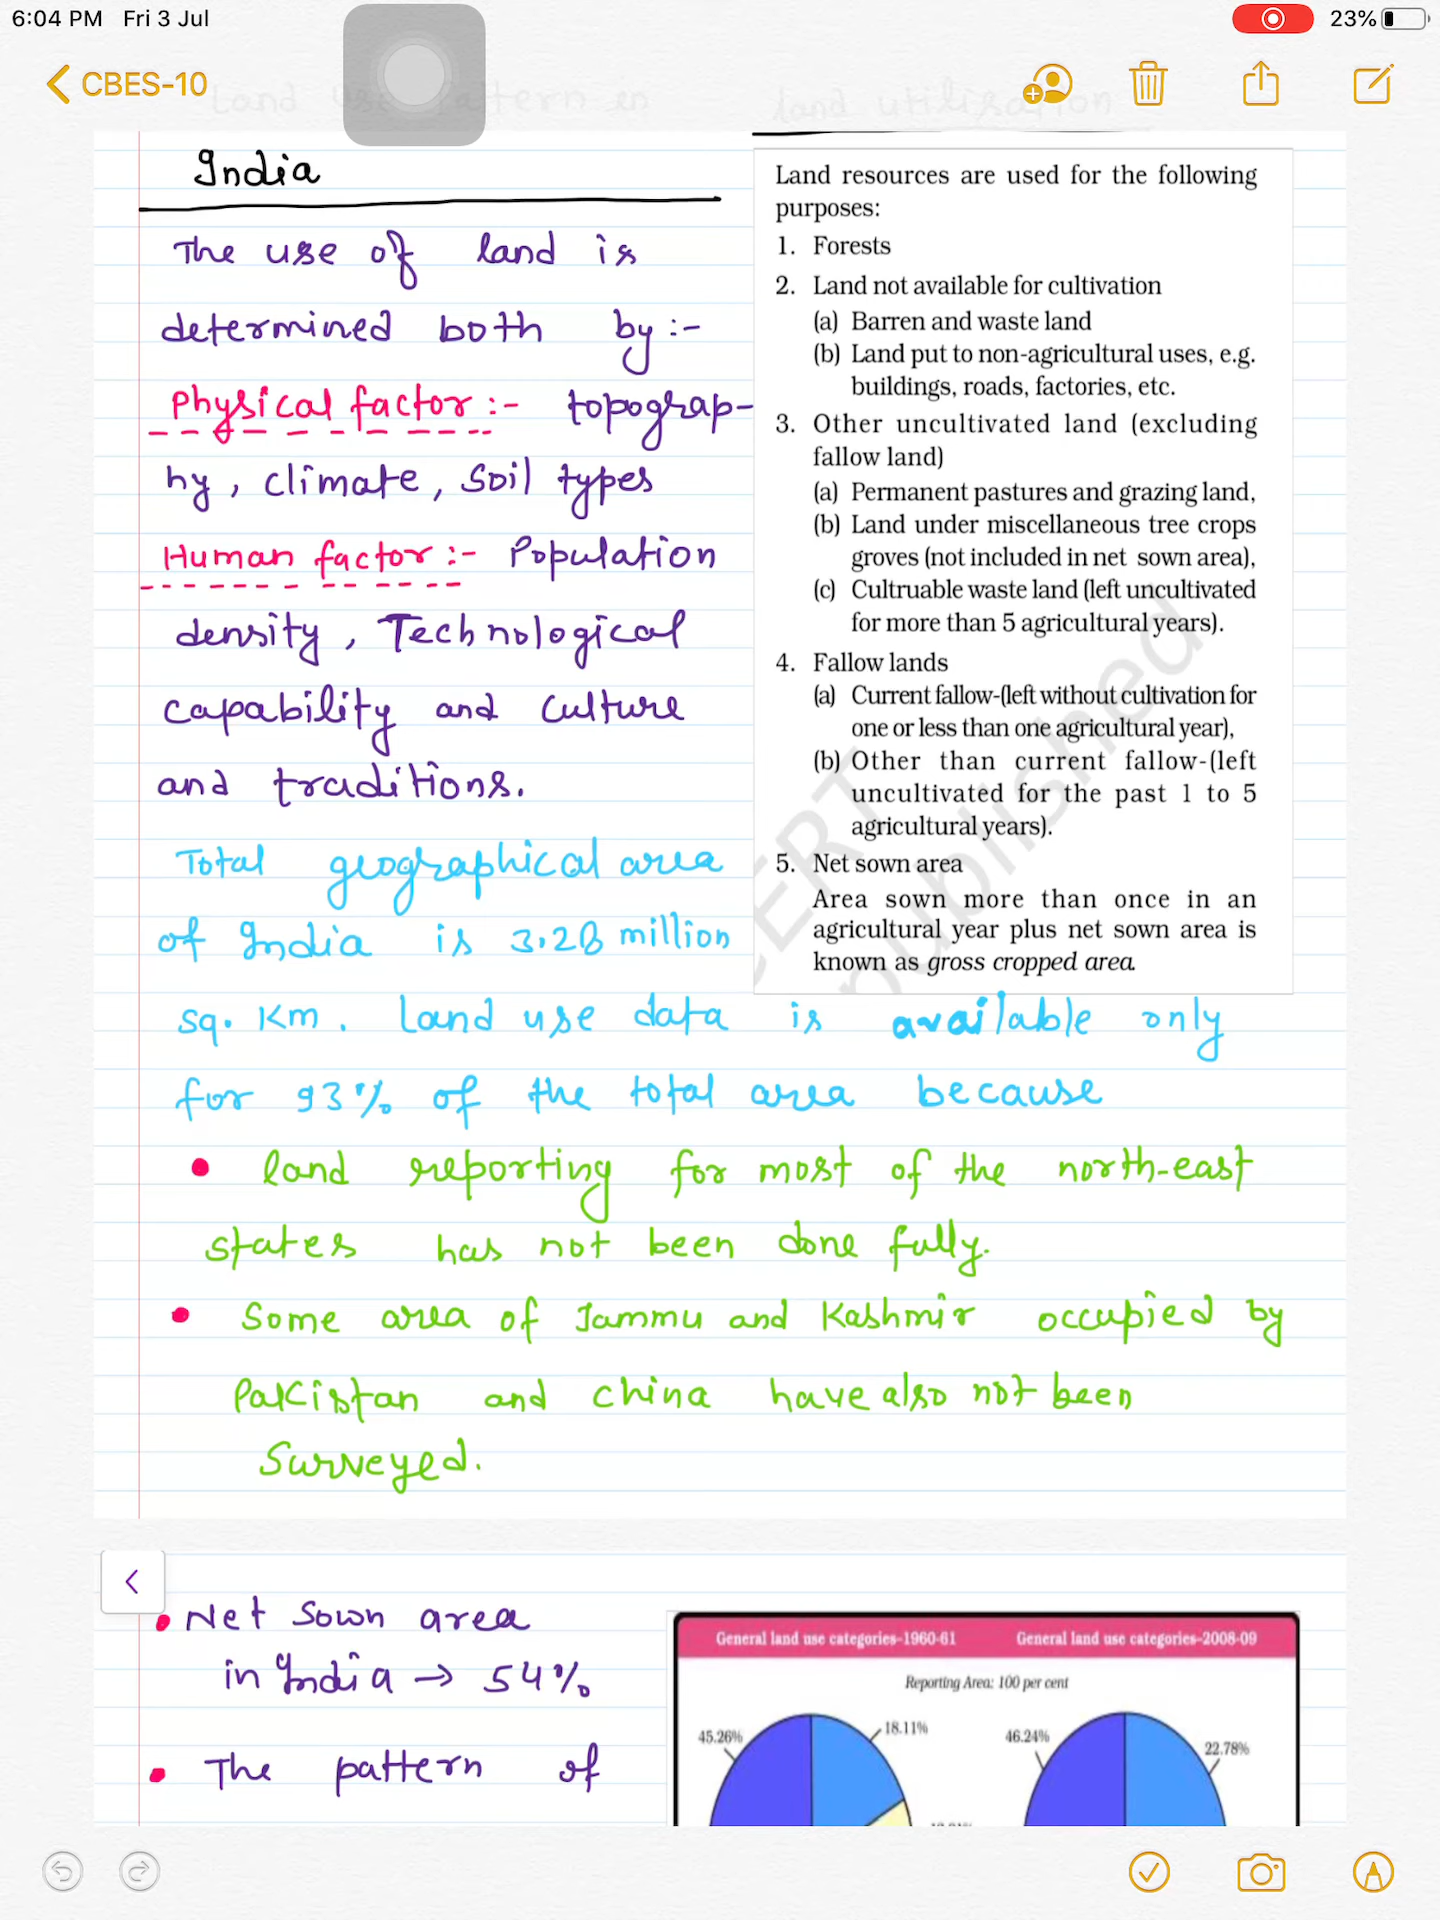 6:04 PM Fri 3 Jul
23%
CBES-10
Land Use Pattern in
India
The use of land is
determined both by :-
Physical factor :- topograp-
hy, climate, Soil types
Human factor :- Population
density, Technological
capability and culture
and traditions.
Total geographical area
of India is 3.28 million
sq. Km. Land use data is available only
for 93% of the total area because
• land reporting for most of the north-east
states has not been done fully.
• Some area of Jammu and Kashmir occupied by
Pakistan and china have also not been
Surveyed.
land utilisation
Land resources are used for the following
purposes:
1. Forests
2. Land not available for cultivation
(a) Barren and waste land
(b) Land put to non-agricultural uses, e.g.
buildings, roads, factories, etc.
3. Other uncultivated land (excluding
fallow land)
(a) Permanent pastures and grazing land,
(b) Land under miscellaneous tree crops
groves (not included in net sown area),
(c) Cultruable waste land (left uncultivated
for more than 5 agricultural years).
4. Fallow lands
(a) Current fallow-(left without cultivation for
one or less than one agricultural year),
(b) Other than current fallow-(left
uncultivated for the past 1 to 5
agricultural years).
5. Net sown area
Area sown more than once in an
agricultural year plus net sown area is
known as gross cropped area.
• Net Sown area
in India → 54%
• The pattern of
General land use categories-1960-61 General land use categories-2008-09
Reporting Area: 100 per cent
45.26% 18.11% 46.24% 22.78%